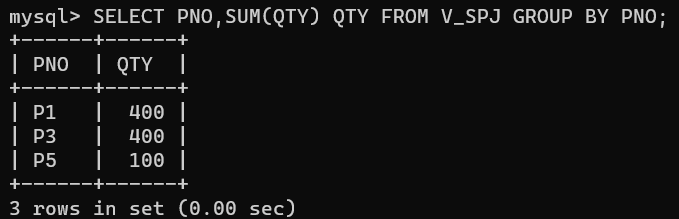 mysql> SELECT PNO,SUM(QTY) QTY FROM V_SPJ GROUP BY PNO;
+------+------+
| PNO  | QTY  |
+------+------+
| P1   |  400 |
| P3   |  400 |
| P5   |  100 |
+------+------+
3 rows in set (0.00 sec)